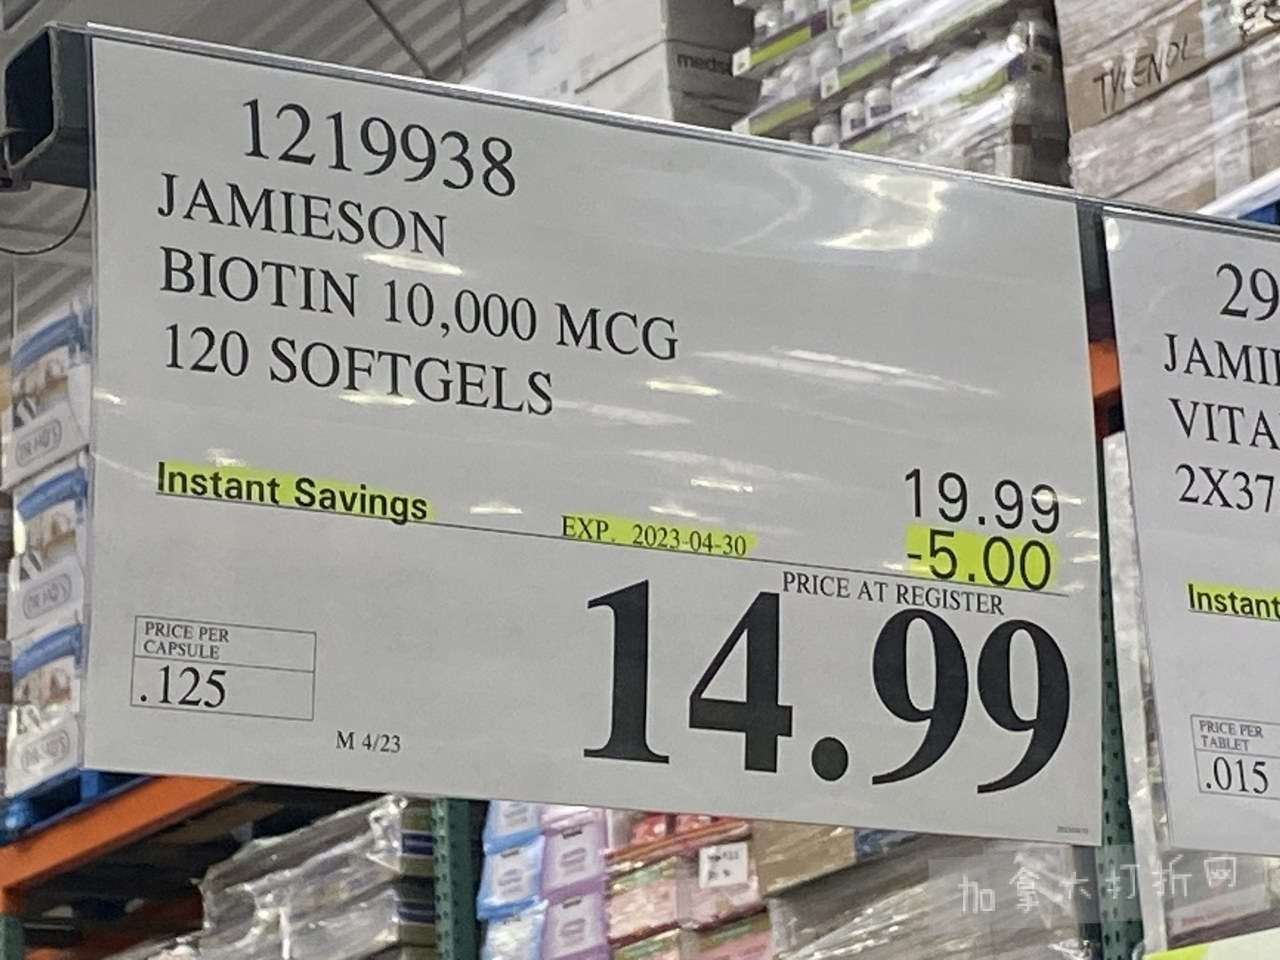 1219938
JAMIESON
BIOTIN 10,000 MCG
120 SOFTGELS
Instant Savings
EXP. 2023-04-30
19.99
-5.00
PRICE AT REGISTER
14.99
PRICE PER
CAPSULE
.125
M 4/23
29
JAMI
VITA
2X37
Instant
PRICE PER
TABLET
.015
TYLENOL
meds
加拿大打折网